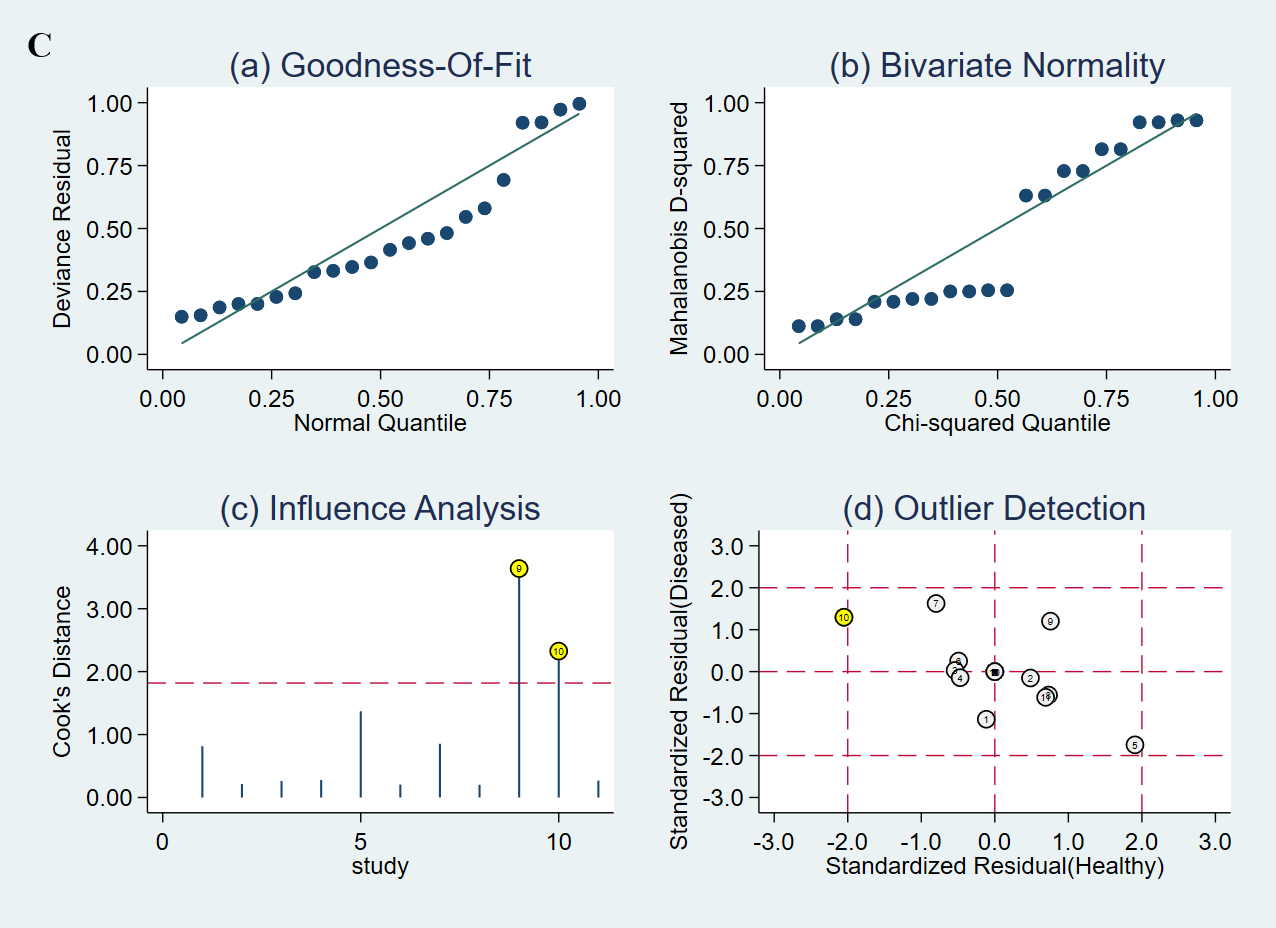 C
(a) Goodness-Of-Fit
Deviance Residual
1.00
0.75
0.50
0.25
0.00
0.00 0.25 0.50 0.75 1.00
Normal Quantile
(b) Bivariate Normality
Mahalanobis D-squared
1.00
0.75
0.50
0.25
0.00
0.00 0.25 0.50 0.75 1.00
Chi-squared Quantile
(c) Influence Analysis
Cook's Distance
4.00
3.00
2.00
1.00
0.00
9
10
0 5 10
study
(d) Outlier Detection
Standardized Residual(Diseased)
3.0
2.0
1.0
0.0
-1.0
-2.0
-3.0
7
10
9
6
3
4
2
11
1
5
-3.0 -2.0 -1.0 0.0 1.0 2.0 3.0
Standardized Residual(Healthy)